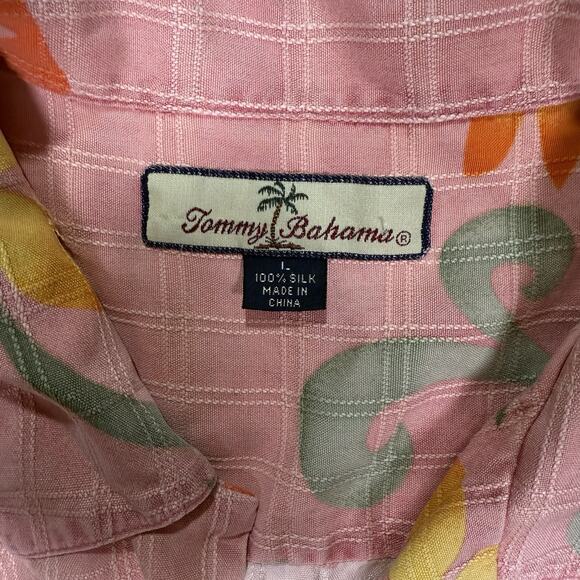 Tommy Bahama®
L
100% SILK
MADE IN
CHINA